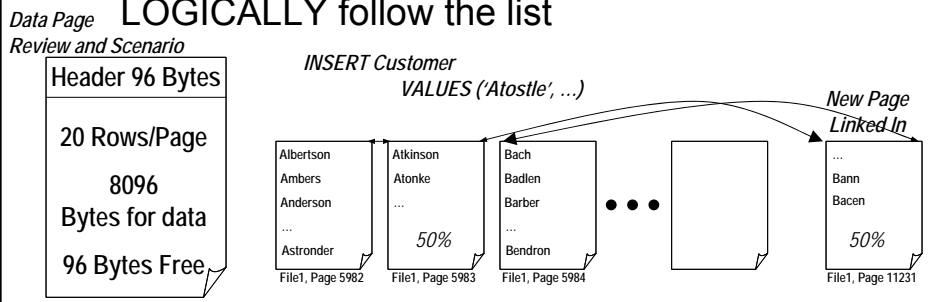 LOGICALLY follow the list
Data Page
Review and Scenario
Header 96 Bytes
20 Rows/Page
8096
Bytes for data
96 Bytes Free
INSERT Customer
VALUES ('Atostle', ...)
New Page
Linked In
Albertson
Ambers
Anderson
...
Astronder
File1, Page 5982
Atkinson
Atonke
...
50%
File1, Page 5983
Bach
Badlen
Barber
...
Bendron
File1, Page 5984
...
Bann
Bacen
50%
File1, Page 11231